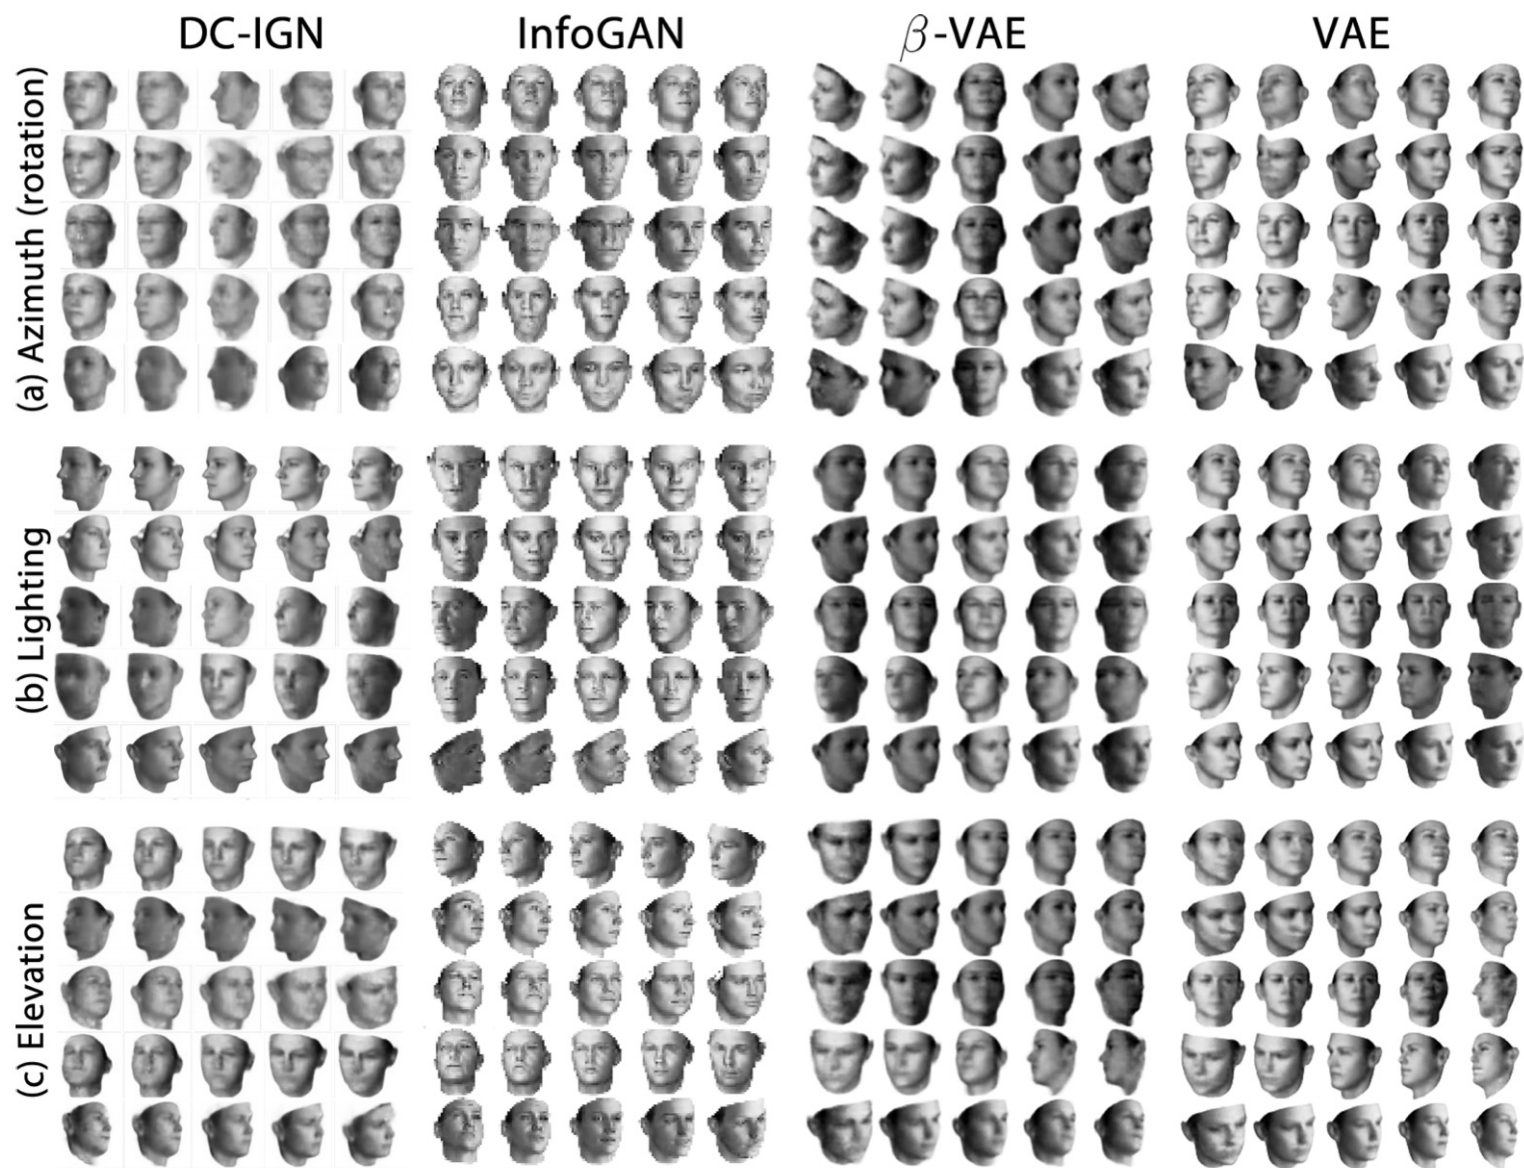 DC-IGN
InfoGAN
β-VAE
VAE
(a) Azimuth (rotation)
(b) Lighting
(c) Elevation